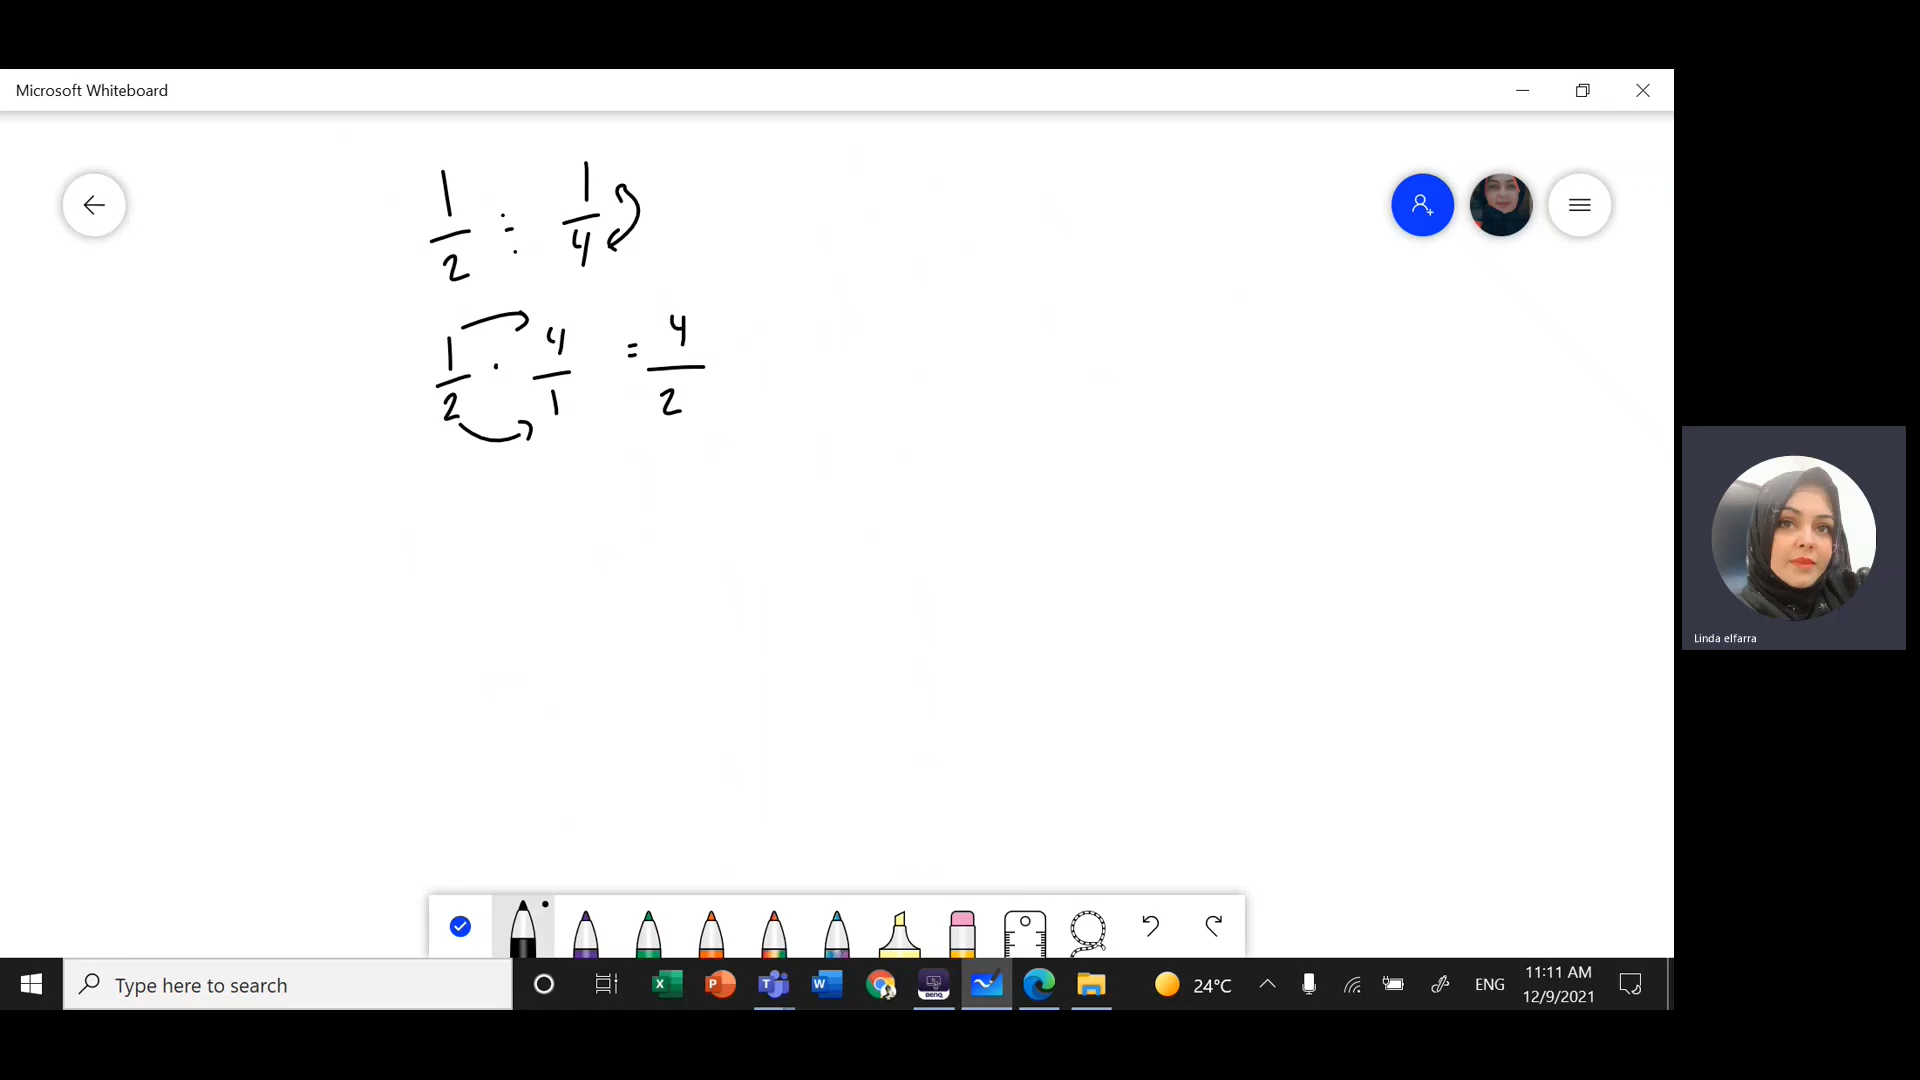 Microsoft Whiteboard
1/2 ÷ 1/4
1/2 · 4/1 = 4/2
Linda elfarra
Type here to search
BENQ
24°C
ENG
11:11 AM
12/9/2021